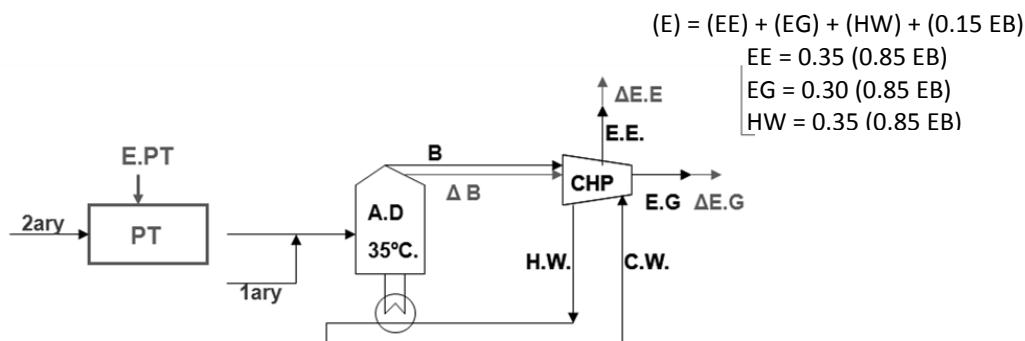 (E) = (EE) + (EG) + (HW) + (0.15 EB)
EE = 0.35 (0.85 EB)
EG = 0.30 (0.85 EB)
HW = 0.35 (0.85 EB)
ΔE.E
E.E.
B
Δ B
CHP
E.G ΔE.G
E.PT
2ary
PT
A.D
35ºC.
H.W.
C.W.
1ary